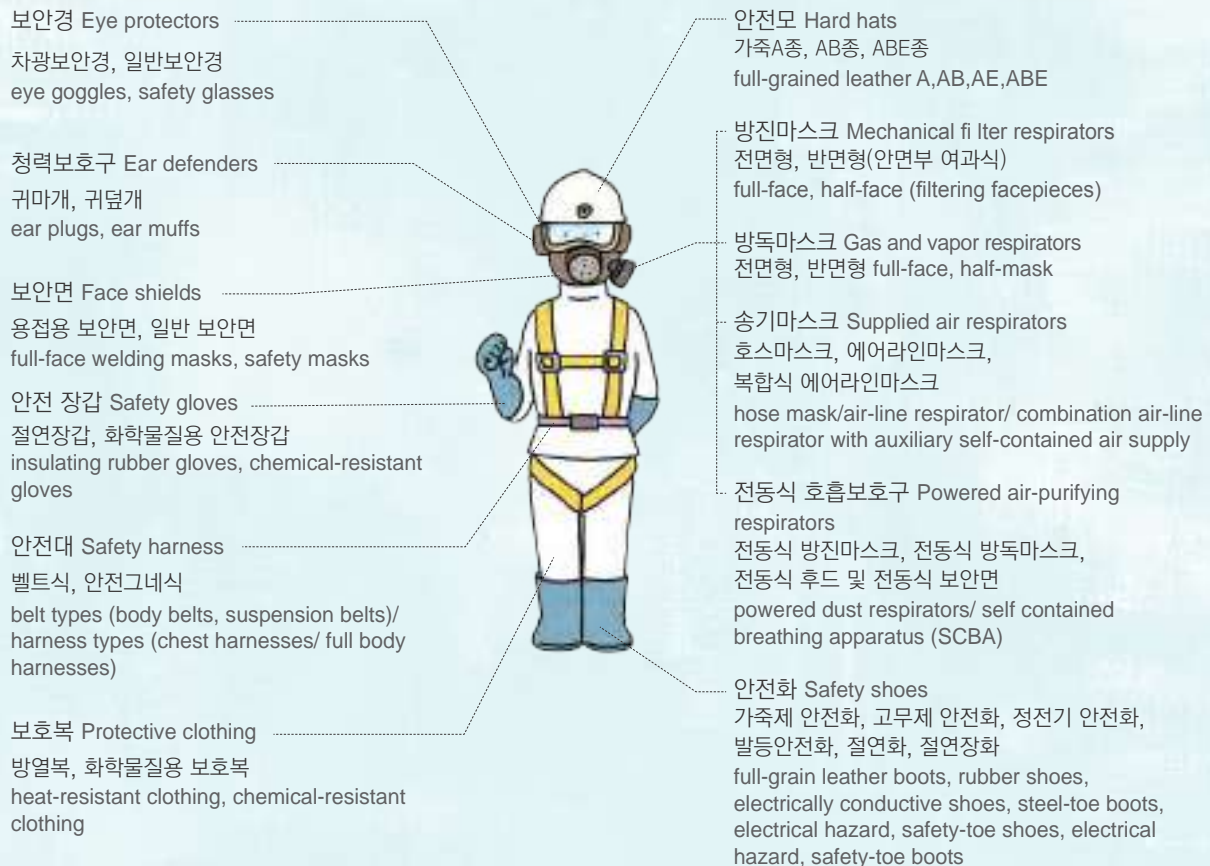 보안경 Eye protectors
차광보안경, 일반보안경
eye goggles, safety glasses
청력보호구 Ear defenders
귀마개, 귀덮개
ear plugs, ear muffs
보안면 Face shields
용접용 보안면, 일반 보안면
full-face welding masks, safety masks
안전 장갑 Safety gloves
절연장갑, 화학물질용 안전장갑
insulating rubber gloves, chemical-resistant
gloves
안전대 Safety harness
벨트식, 안전그네식
belt types (body belts, suspension belts)/
harness types (chest harnesses/ full body
harnesses)
보호복 Protective clothing
방열복, 화학물질용 보호복
heat-resistant clothing, chemical-resistant
clothing
안전모 Hard hats
가죽A종, AB종, ABE종
full-grained leather A,AB,AE,ABE
방진마스크 Mechanical fi lter respirators
전면형, 반면형(안면부 여과식)
full-face, half-face (filtering facepieces)
방독마스크 Gas and vapor respirators
전면형, 반면형 full-face, half-mask
송기마스크 Supplied air respirators
호스마스크, 에어라인마스크,
복합식 에어라인마스크
hose mask/air-line respirator/ combination air-line
respirator with auxiliary self-contained air supply
전동식 호흡보호구 Powered air-purifying
respirators
전동식 방진마스크, 전동식 방독마스크,
전동식 후드 및 전동식 보안면
powered dust respirators/ self contained
breathing apparatus (SCBA)
안전화 Safety shoes
가죽제 안전화, 고무제 안전화, 정전기 안전화,
발등안전화, 절연화, 절연장화
full-grain leather boots, rubber shoes,
electrically conductive shoes, steel-toe boots,
electrical hazard, safety-toe shoes, electrical
hazard, safety-toe boots